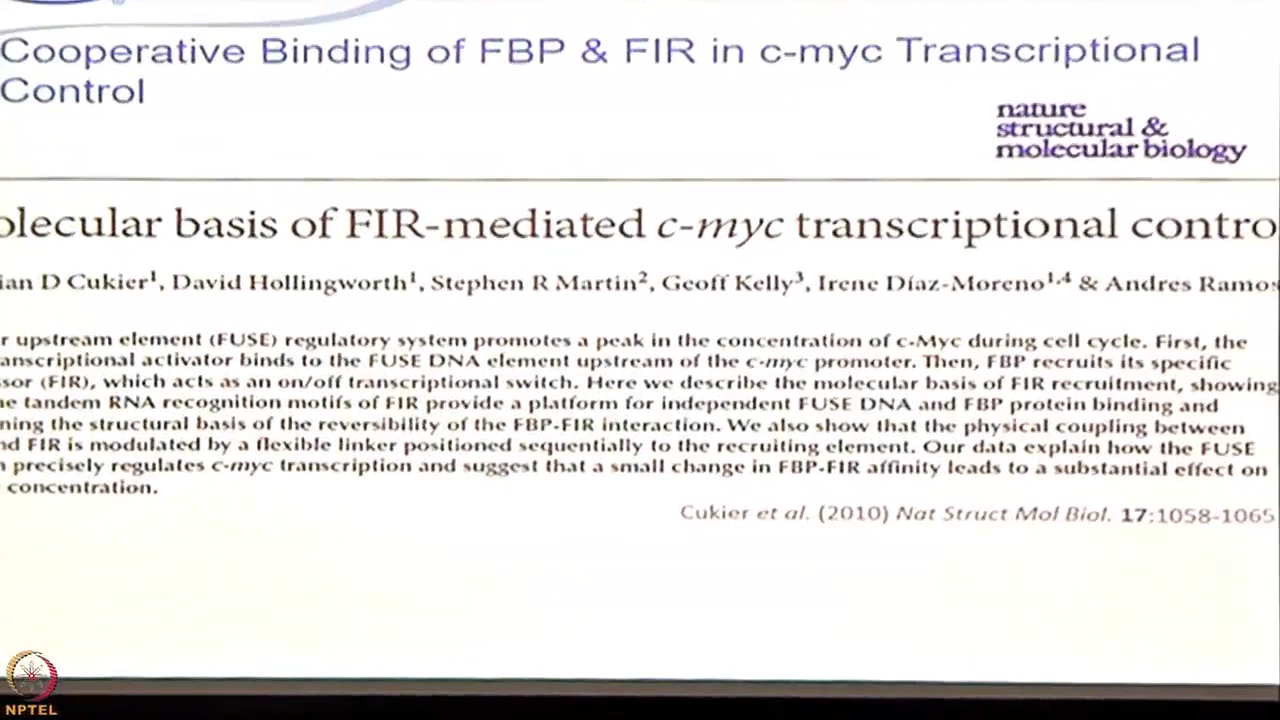 Cooperative Binding of FBP & FIR in c-myc Transcriptional
Control
nature
structural &
molecular biology
olecular basis of FIR-mediated c-myc transcriptional contro
ian D Cukier¹, David Hollingworth¹, Stephen R Martin², Geoff Kelly³, Irene Díaz-Moreno¹,⁴ & Andres Ramos
r upstream element (FUSE) regulatory system promotes a peak in the concentration of c-Myc during cell cycle. First, the
anscriptional activator binds to the FUSE DNA element upstream of the c-myc promoter. Then, FBP recruits its specific
ssor (FIR), which acts as an on/off transcriptional switch. Here we describe the molecular basis of FIR recruitment, showing
e tandem RNA recognition motifs of FIR provide a platform for independent FUSE DNA and FBP protein binding and
ning the structural basis of the reversibility of the FBP-FIR interaction. We also show that the physical coupling between
nd FIR is modulated by a flexible linker positioned sequentially to the recruiting element. Our data explain how the FUSE
precisely regulates c-myc transcription and suggest that a small change in FBP-FIR affinity leads to a substantial effect on
concentration.
Cukier et al. (2010) Nat Struct Mol Biol. 17:1058-1065
NPTEL